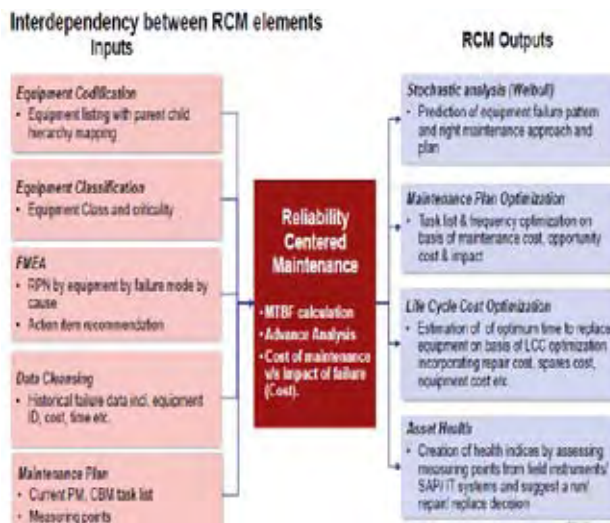 Interdependency between RCM elements
Inputs
Equipment Codification
• Equipment listing with parent child
hierarchy mapping
Equipment Classification
• Equipment Class and criticality
FMEA
• RPN by equipment by failure mode by
cause
• Action item recommendation
Data Cleansing
• Historical failure data incl. equipment
ID, cost, time etc.
Maintenance Plan
• Current PM, CBM task list
• Measuring points
Reliability
Centered
Maintenance
• MTBF calculation
• Advance Analysis
• Cost of maintenance
v/s Impact of failure
(Cost).
RCM Outputs
Stochastic analysis (Weibull)
• Prediction of equipment failure pattern
and right maintenance approach and
plan
Maintenance Plan Optimization
• Task list & frequency optimization on
basis of maintenance cost, opportunity
cost & impact
Life Cycle Cost Optimization
• Estimation of of optimum time to replace
equipment on basis of LCC optimization
incorporating repair cost, spares cost,
equipment cost etc.
Asset Health
• Creation of health indices by assessing
measuring points from field instruments/
SAP/ IT systems and suggest a run/
repair/ replace decision